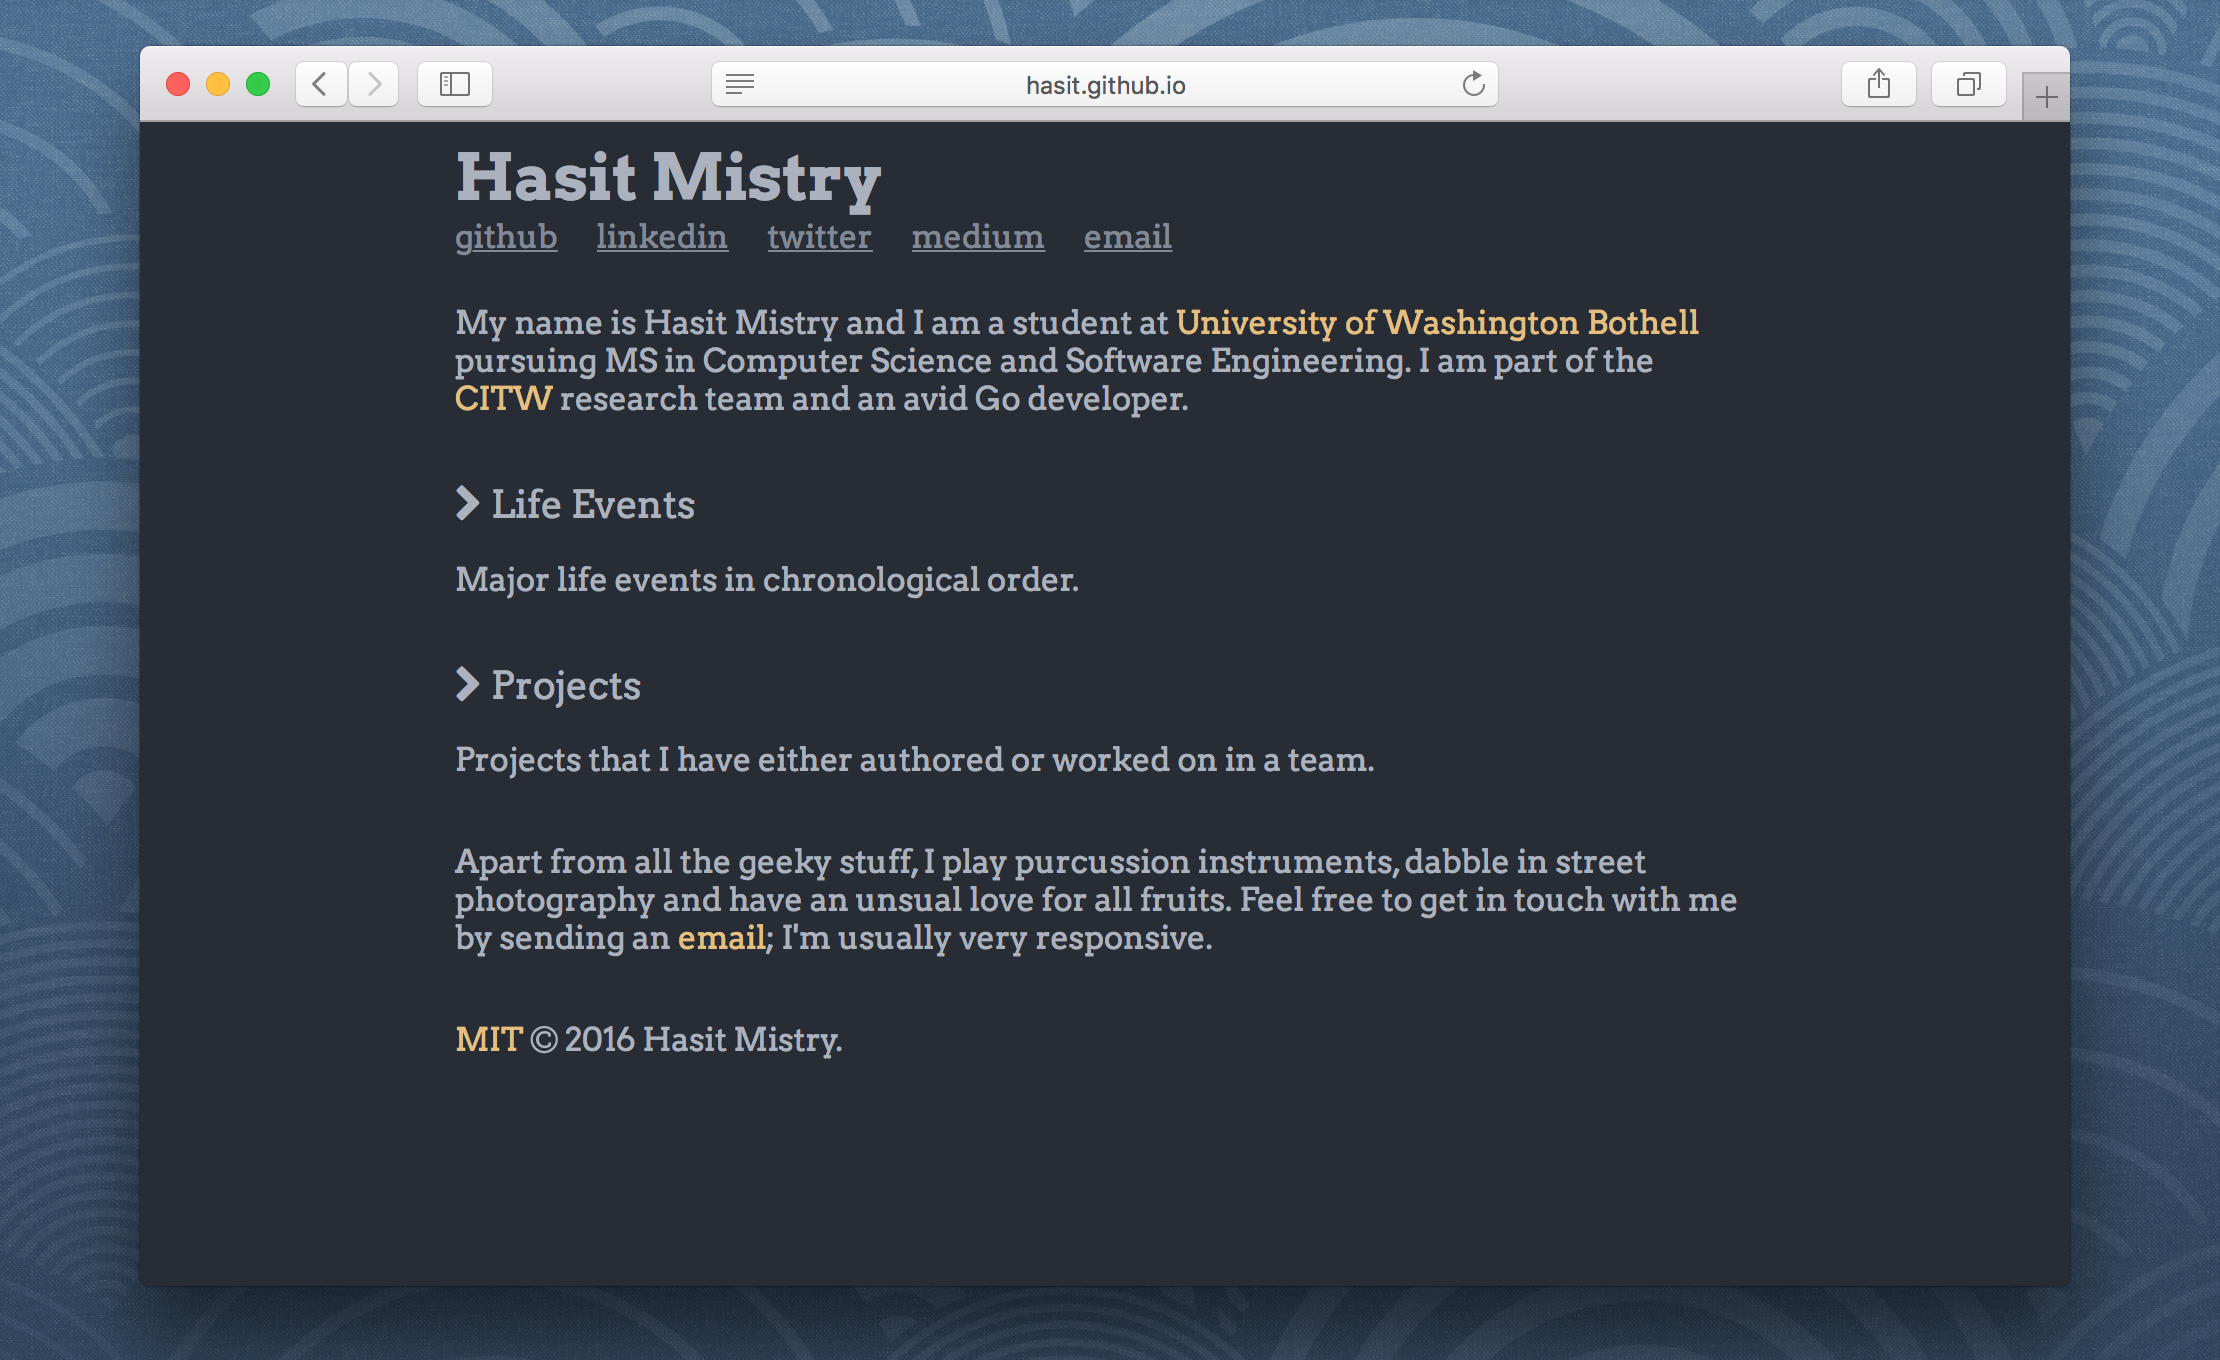 hasit.github.io
Hasit Mistry
github linkedin twitter medium email
My name is Hasit Mistry and I am a student at University of Washington Bothell
pursuing MS in Computer Science and Software Engineering. I am part of the
CITW research team and an avid Go developer.
Life Events
Major life events in chronological order.
Projects
Projects that I have either authored or worked on in a team.
Apart from all the geeky stuff, I play purcussion instruments, dabble in street
photography and have an unsual love for all fruits. Feel free to get in touch with me
by sending an email; I'm usually very responsive.
MIT © 2016 Hasit Mistry.